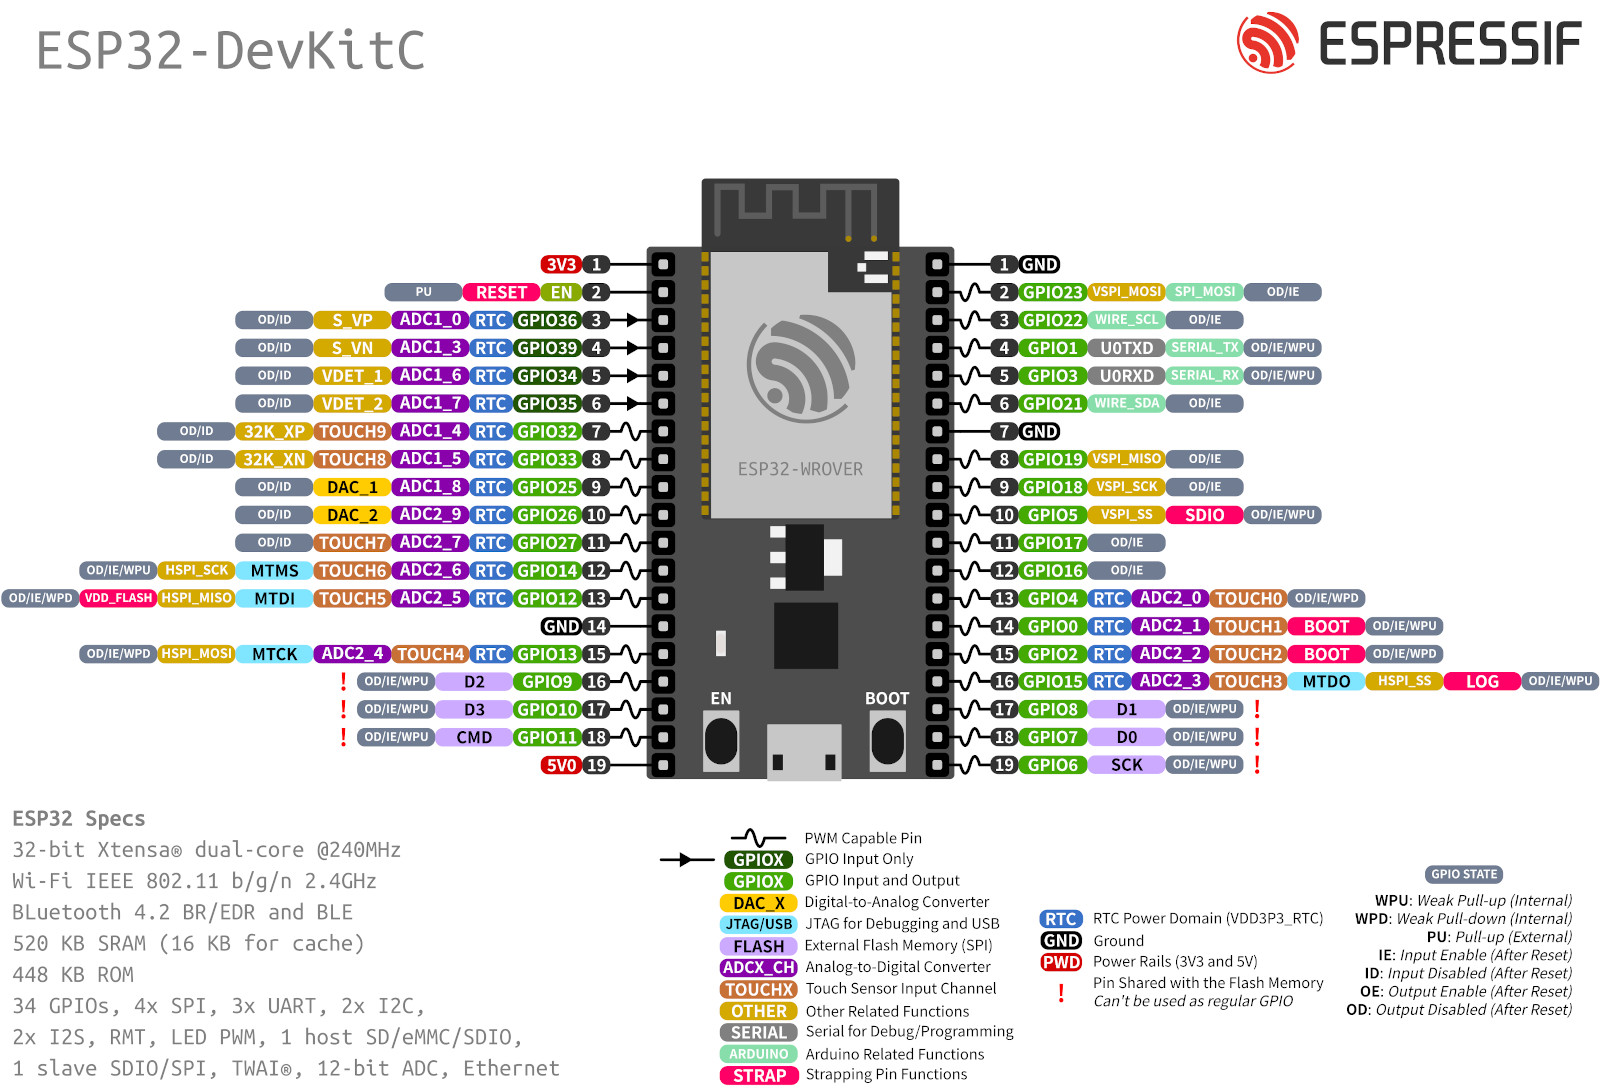 ESP32-DevKitC
ESPRESSIF
3V3 1
PU RESET EN 2
OD/ID S_VP ADC1_0 RTC GPIO36 3
OD/ID S_VN ADC1_3 RTC GPIO39 4
OD/ID VDET_1 ADC1_6 RTC GPIO34 5
OD/ID VDET_2 ADC1_7 RTC GPIO35 6
OD/ID 32K_XP TOUCH9 ADC1_4 RTC GPIO32 7
OD/ID 32K_XN TOUCH8 ADC1_5 RTC GPIO33 8
OD/ID DAC_1 ADC1_8 RTC GPIO25 9
OD/ID DAC_2 ADC2_9 RTC GPIO26 10
OD/ID TOUCH7 ADC2_7 RTC GPIO27 11
OD/IE/WPU HSPI_SCK MTMS TOUCH6 ADC2_6 RTC GPIO14 12
OD/IE/WPD VDD_FLASH HSPI_MISO MTDI TOUCH5 ADC2_5 RTC GPIO12 13
GND 14
OD/IE/WPD HSPI_MOSI MTCK ADC2_4 TOUCH4 RTC GPIO13 15
! OD/IE/WPU D2 GPIO9 16
! OD/IE/WPU D3 GPIO10 17
! OD/IE/WPU CMD GPIO11 18
5V0 19
ESP32-WROVER
EN
BOOT
1 GND
2 GPIO23 VSPI_MOSI SPI_MOSI OD/IE
3 GPIO22 WIRE_SCL OD/IE
4 GPIO1 U0TXD SERIAL_TX OD/IE/WPU
5 GPIO3 U0RXD SERIAL_RX OD/IE/WPU
6 GPIO21 WIRE_SDA OD/IE
7 GND
8 GPIO19 VSPI_MISO OD/IE
9 GPIO18 VSPI_SCK OD/IE
10 GPIO5 VSPI_SS SDIO OD/IE/WPU
11 GPIO17 OD/IE
12 GPIO16 OD/IE
13 GPIO4 RTC ADC2_0 TOUCH0 OD/IE/WPD
14 GPIO0 RTC ADC2_1 TOUCH1 BOOT OD/IE/WPU
15 GPIO2 RTC ADC2_2 TOUCH2 BOOT OD/IE/WPD
16 GPIO15 RTC ADC2_3 TOUCH3 MTDO HSPI_SS LOG OD/IE/WPU
17 GPIO8 D1 OD/IE/WPU !
18 GPIO7 D0 OD/IE/WPU
19 GPIO6 SCK OD/IE/WPU !
ESP32 Specs
32-bit Xtensa® dual-core @240MHz
Wi-Fi IEEE 802.11 b/g/n 2.4GHz
BLuetooth 4.2 BR/EDR and BLE
520 KB SRAM (16 KB for cache)
448 KB ROM
34 GPIOs, 4x SPI, 3x UART, 2x I2C,
2x I2S, RMT, LED PWM, 1 host SD/eMMC/SDIO,
1 slave SDIO/SPI, TWAI®, 12-bit ADC, Ethernet
PWM Capable Pin
GPIOX GPIO Input Only
GPIOX GPIO Input and Output
DAC_X Digital-to-Analog Converter
JTAG/USB JTAG for Debugging and USB
FLASH External Flash Memory (SPI)
ADCX_CH Analog-to-Digital Converter
TOUCHX Touch Sensor Input Channel
OTHER Other Related Functions
SERIAL Serial for Debug/Programming
ARDUINO Arduino Related Functions
STRAP Strapping Pin Functions
RTC RTC Power Domain (VDD3P3_RTC)
GND Ground
PWD Power Rails (3V3 and 5V)
! Pin Shared with the Flash Memory
Can't be used as regular GPIO
GPIO STATE
WPU: Weak Pull-up (Internal)
WPD: Weak Pull-down (Internal)
PU: Pull-up (External)
IE: Input Enable (After Reset)
ID: Input Disabled (After Reset)
OE: Output Enable (After Reset)
OD: Output Disabled (After Reset)